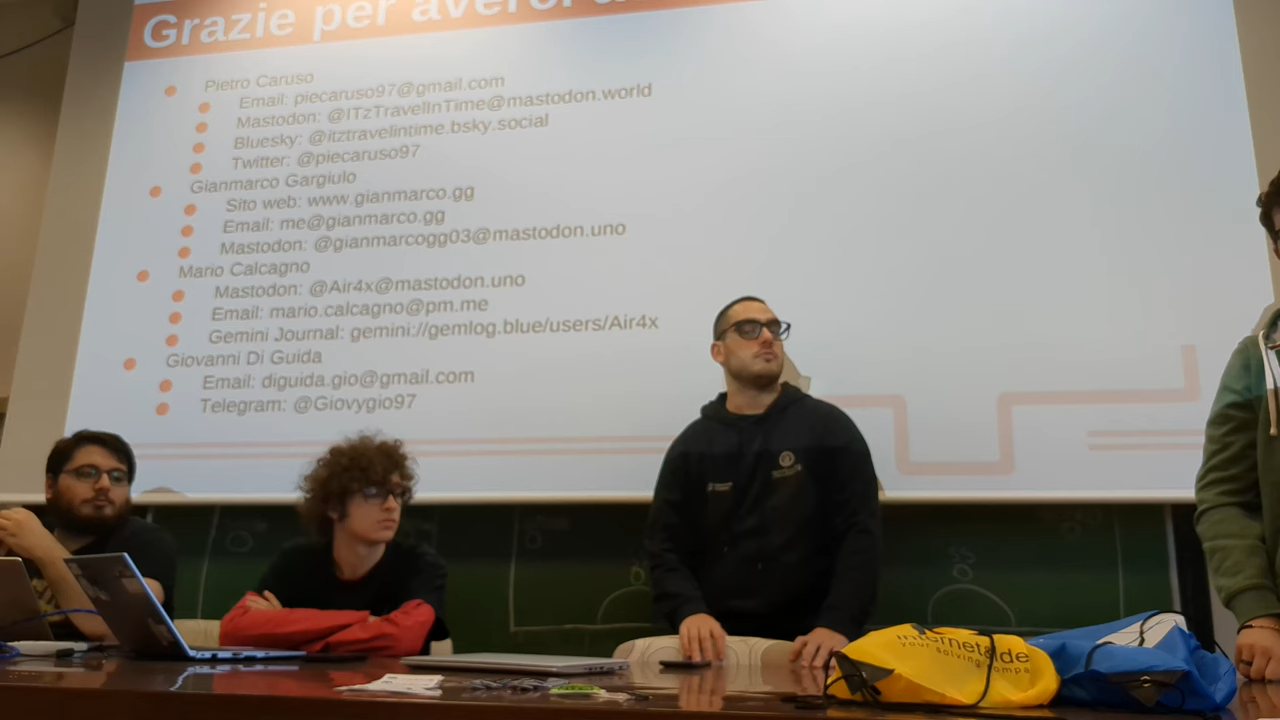 Grazie per averci
Pietro Caruso
Email: piecaruso97@gmail.com
Mastodon: @ITzTravelInTime@mastodon.world
Bluesky: @itztravelintime.bsky.social
Twitter: @piecaruso97
Gianmarco Gargiulo
Sito web: www.gianmarco.gg
Email: me@gianmarco.gg
Mastodon: @gianmarcogg03@mastodon.uno
Mario Calcagno
Mastodon: @Air4x@mastodon.uno
Email: mario.calcagno@pm.me
Gemini Journal: gemini://gemlog.blue/users/Air4x
Giovanni Di Guida
Email: diguida.gio@gmail.com
Telegram: @Giovygio97
your solving compa